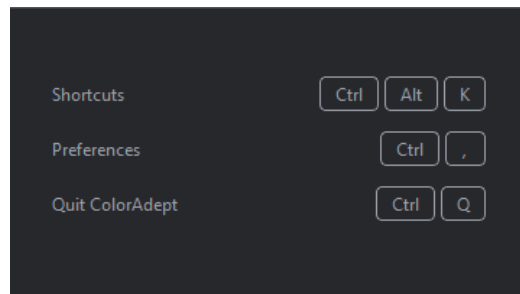 Shortcuts Ctrl Alt K
Preferences Ctrl ,
Quit ColorAdept Ctrl Q